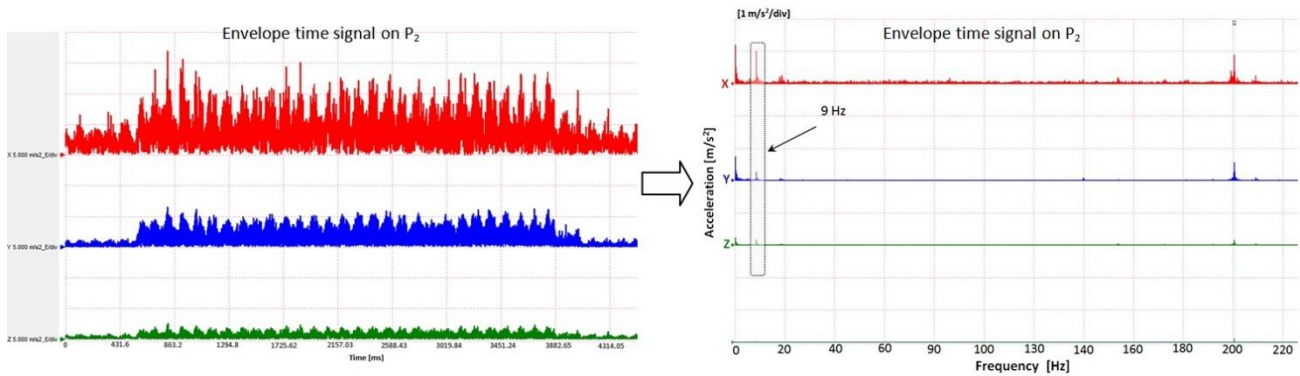 Envelope time signal on P2
X 5.000 m/s2_E/div
Y 5.000 m/s2_E/div
Z 5.000 m/s2_E/div
0 431.6 863.2 1294.8 1725.62 2157.03 2588.43 3019.84 3451.24 3882.65 4314.05
Time [ms]
[1 m/s²/div]
Envelope time signal on P2
X
9 Hz
Y
Acceleration [m/s²]
Z
0 20 40 60 80 90 100 120 140 160 180 200 220
Frequency [Hz]